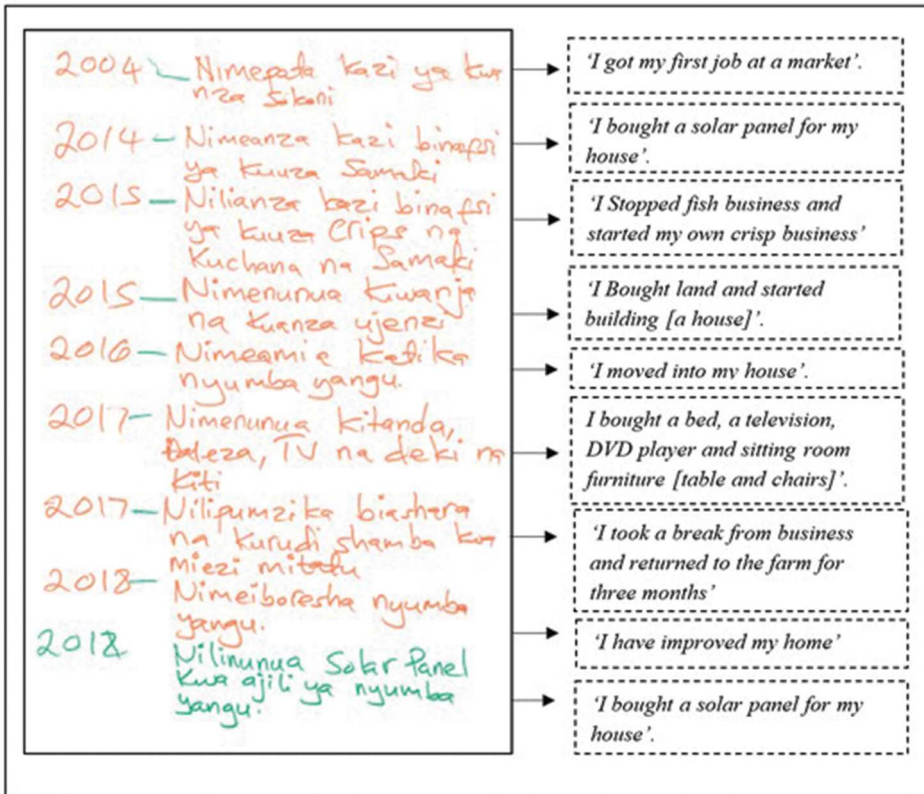 2004 – Nimepata kazi ya kwa
nza sokoni
2014 – Nimeanza kazi binafsi
ya kuuza Samaki
2015 – Nilianza kazi binafsi
ya kuuza Crips na
Kuchana na Samaki
2015 – Nimenunua kiwanja
na kuanza ujenzi
2016 – Nimeamia katika
nyumba yangu.
2017 – Nimenunua kitanda,
TV na deki na
kiti
2017 – Nilipumzika biashara
na kurudi shamba kwa
miezi mitatu
2018 – Nimeiboresha nyumba
yangu.
2018 Nilinunua Solar Panel
kwa ajili ya nyumba
yangu.
'I got my first job at a market'.
'I bought a solar panel for my
house'.
'I Stopped fish business and
started my own crisp business'
'I Bought land and started
building [a house]'.
'I moved into my house'.
I bought a bed, a television,
DVD player and sitting room
furniture [table and chairs]'.
'I took a break from business
and returned to the farm for
three months'
'I have improved my home'
'I bought a solar panel for my
house'.